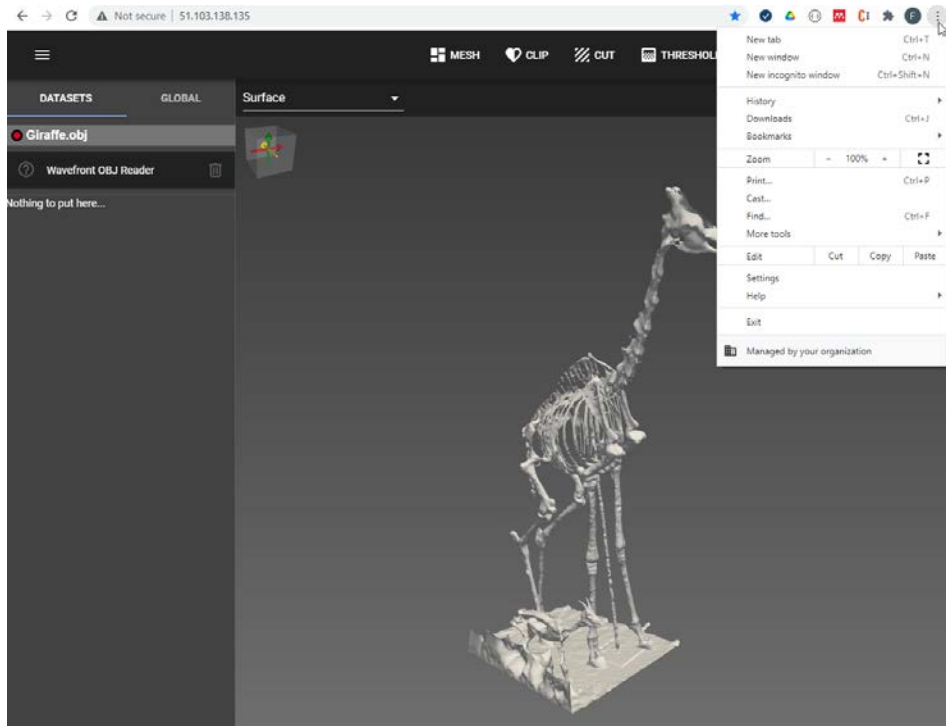 Not secure | 51.103.138.135
MESH CLIP CUT THRESHOL
DATASETS GLOBAL
Surface
Giraffe.obj
Wavefront OBJ Reader
Nothing to put here...
F
New tab Ctrl+T
New window Ctrl+N
New incognito window Ctrl+Shift+N
History
Downloads Ctrl+J
Bookmarks
Zoom - 100% +
Print... Ctrl+P
Cast...
Find... Ctrl+F
More tools
Edit Cut Copy Paste
Settings
Help
Exit
Managed by your organization